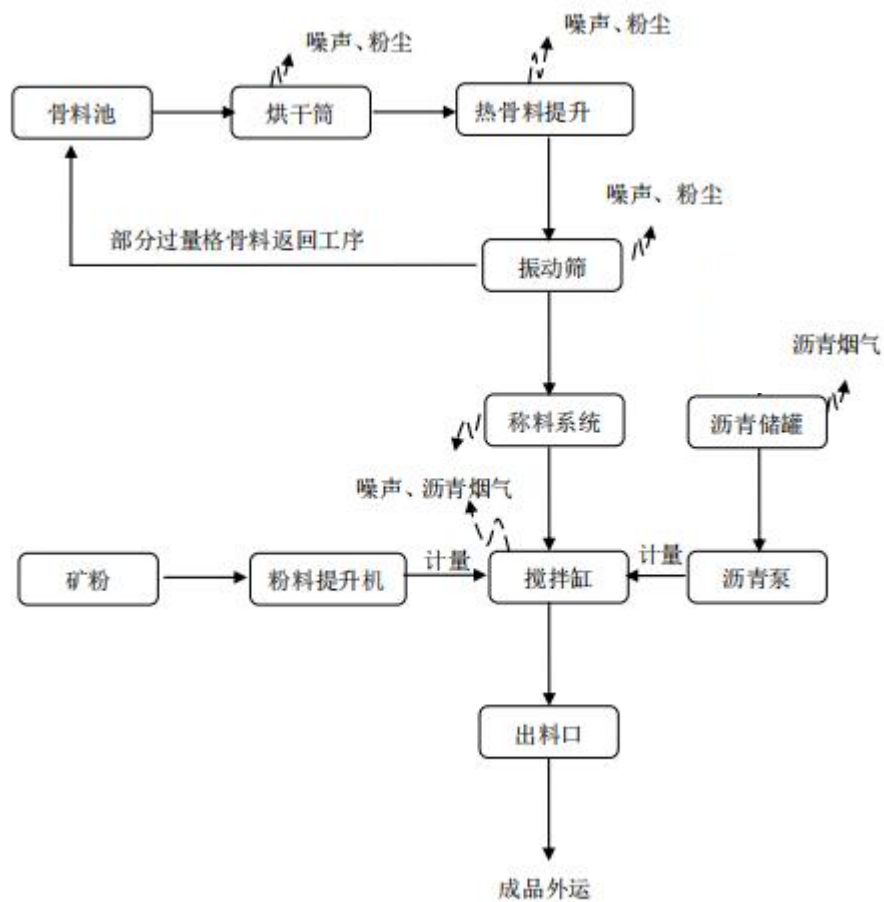 噪声、粉尘
噪声、粉尘
骨料池
烘干筒
热骨料提升
噪声、粉尘
部分过量格骨料返回工序
振动筛
沥青烟气
称料系统
沥青储罐
噪声、沥青烟气
计量
计量
矿粉
粉料提升机
搅拌缸
沥青泵
出料口
成品外运